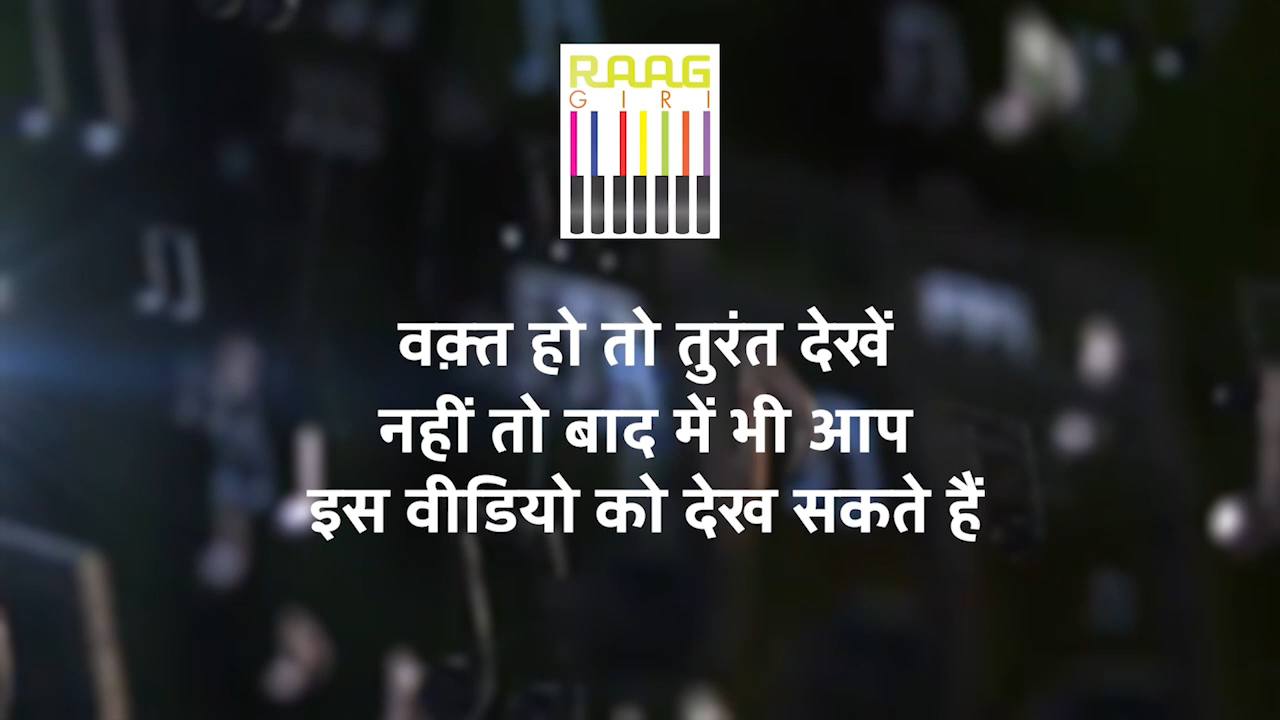 RAAG
GIRI
वक़्त हो तो तुरंत देखें
नहीं तो बाद में भी आप
इस वीडियो को देख सकते हैं